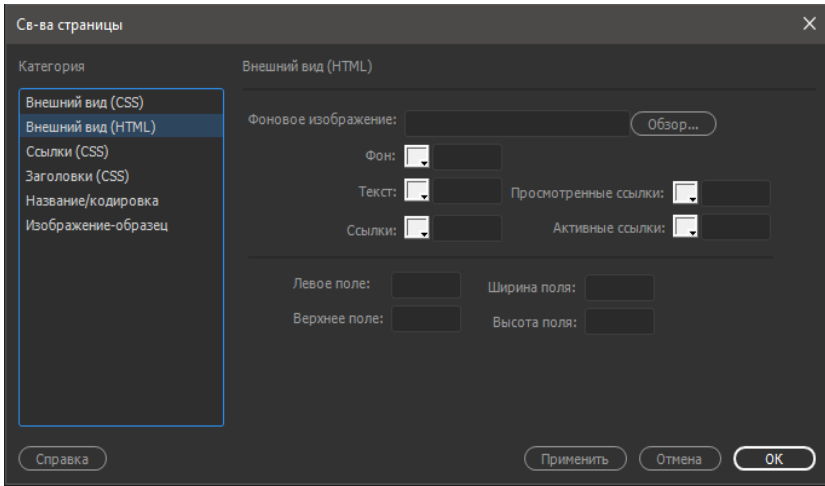 Св-ва страницы
Категория
Внешний вид (HTML)
Внешний вид (CSS)
Внешний вид (HTML)
Ссылки (CSS)
Заголовки (CSS)
Название/кодировка
Изображение-образец
Фоновое изображение:
Обзор...
Фон:
Текст:
Просмотренные ссылки:
Ссылки:
Активные ссылки:
Левое поле:
Ширина поля:
Верхнее поле:
Высота поля:
Справка
Применить
Отмена
ОК